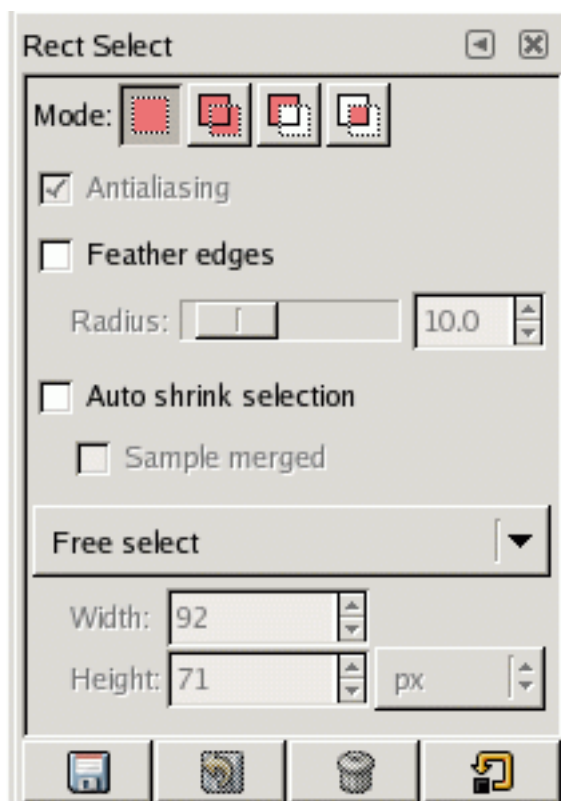 Rect Select
Mode:
Antialiasing
Feather edges
Radius: 10.0
Auto shrink selection
Sample merged
Free select
Width: 92
Height: 71 px